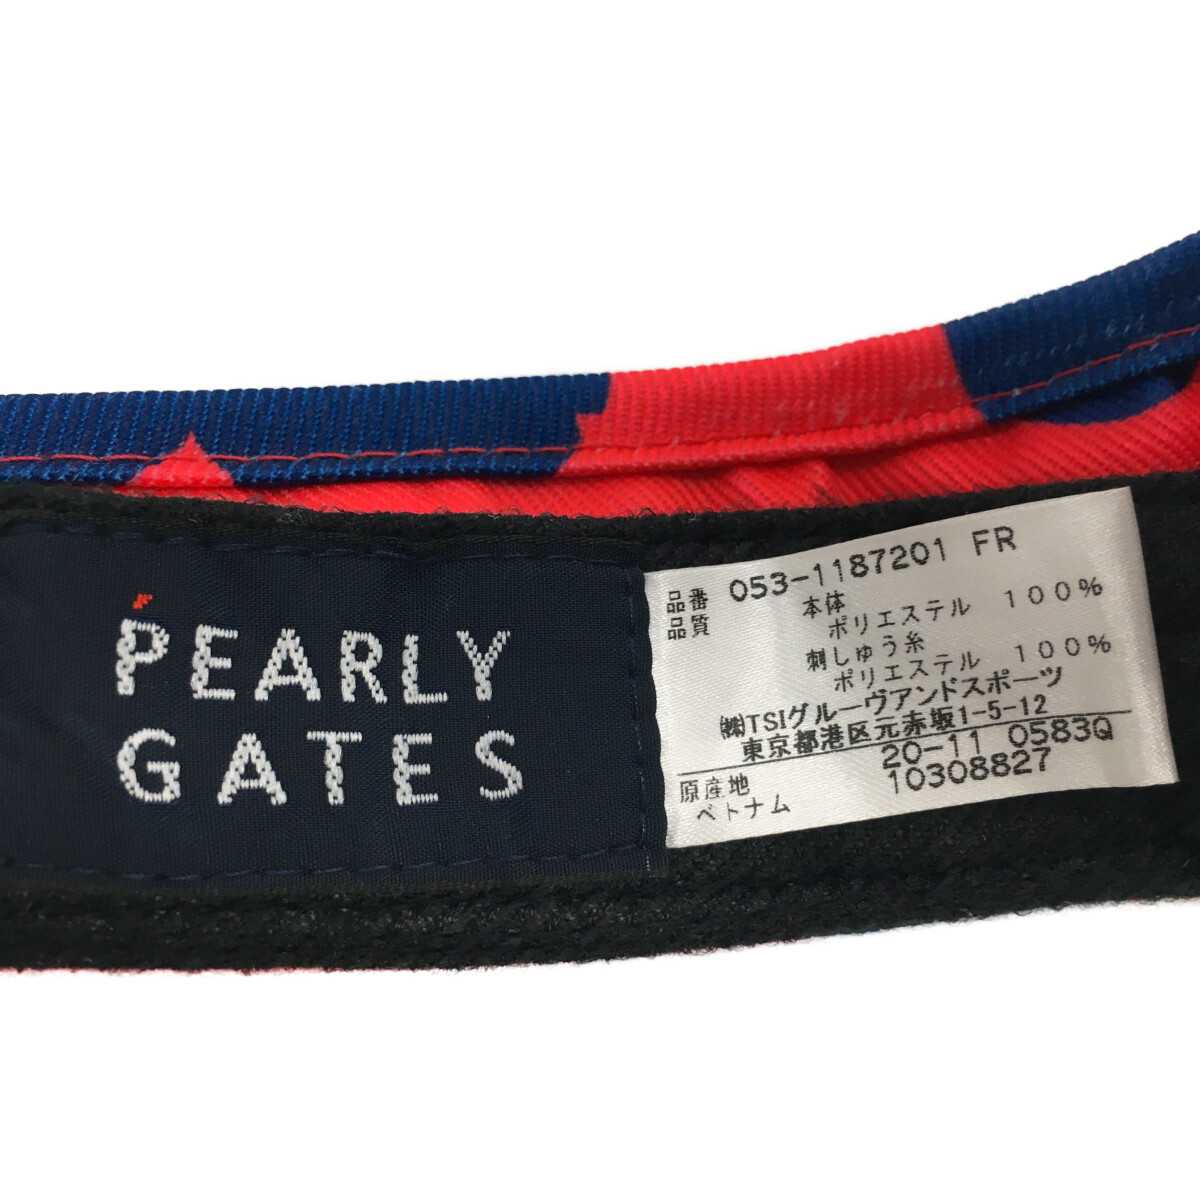 PEARLY
GATES
品番 053-1187201 FR
品質 本体
ポリエステル 100%
刺しゅう糸
ポリエステル 100%
㈱TSIグルーヴアンドスポーツ
東京都港区元赤坂1-5-12
20-11 0583Q
原産地 10308827
ベトナム